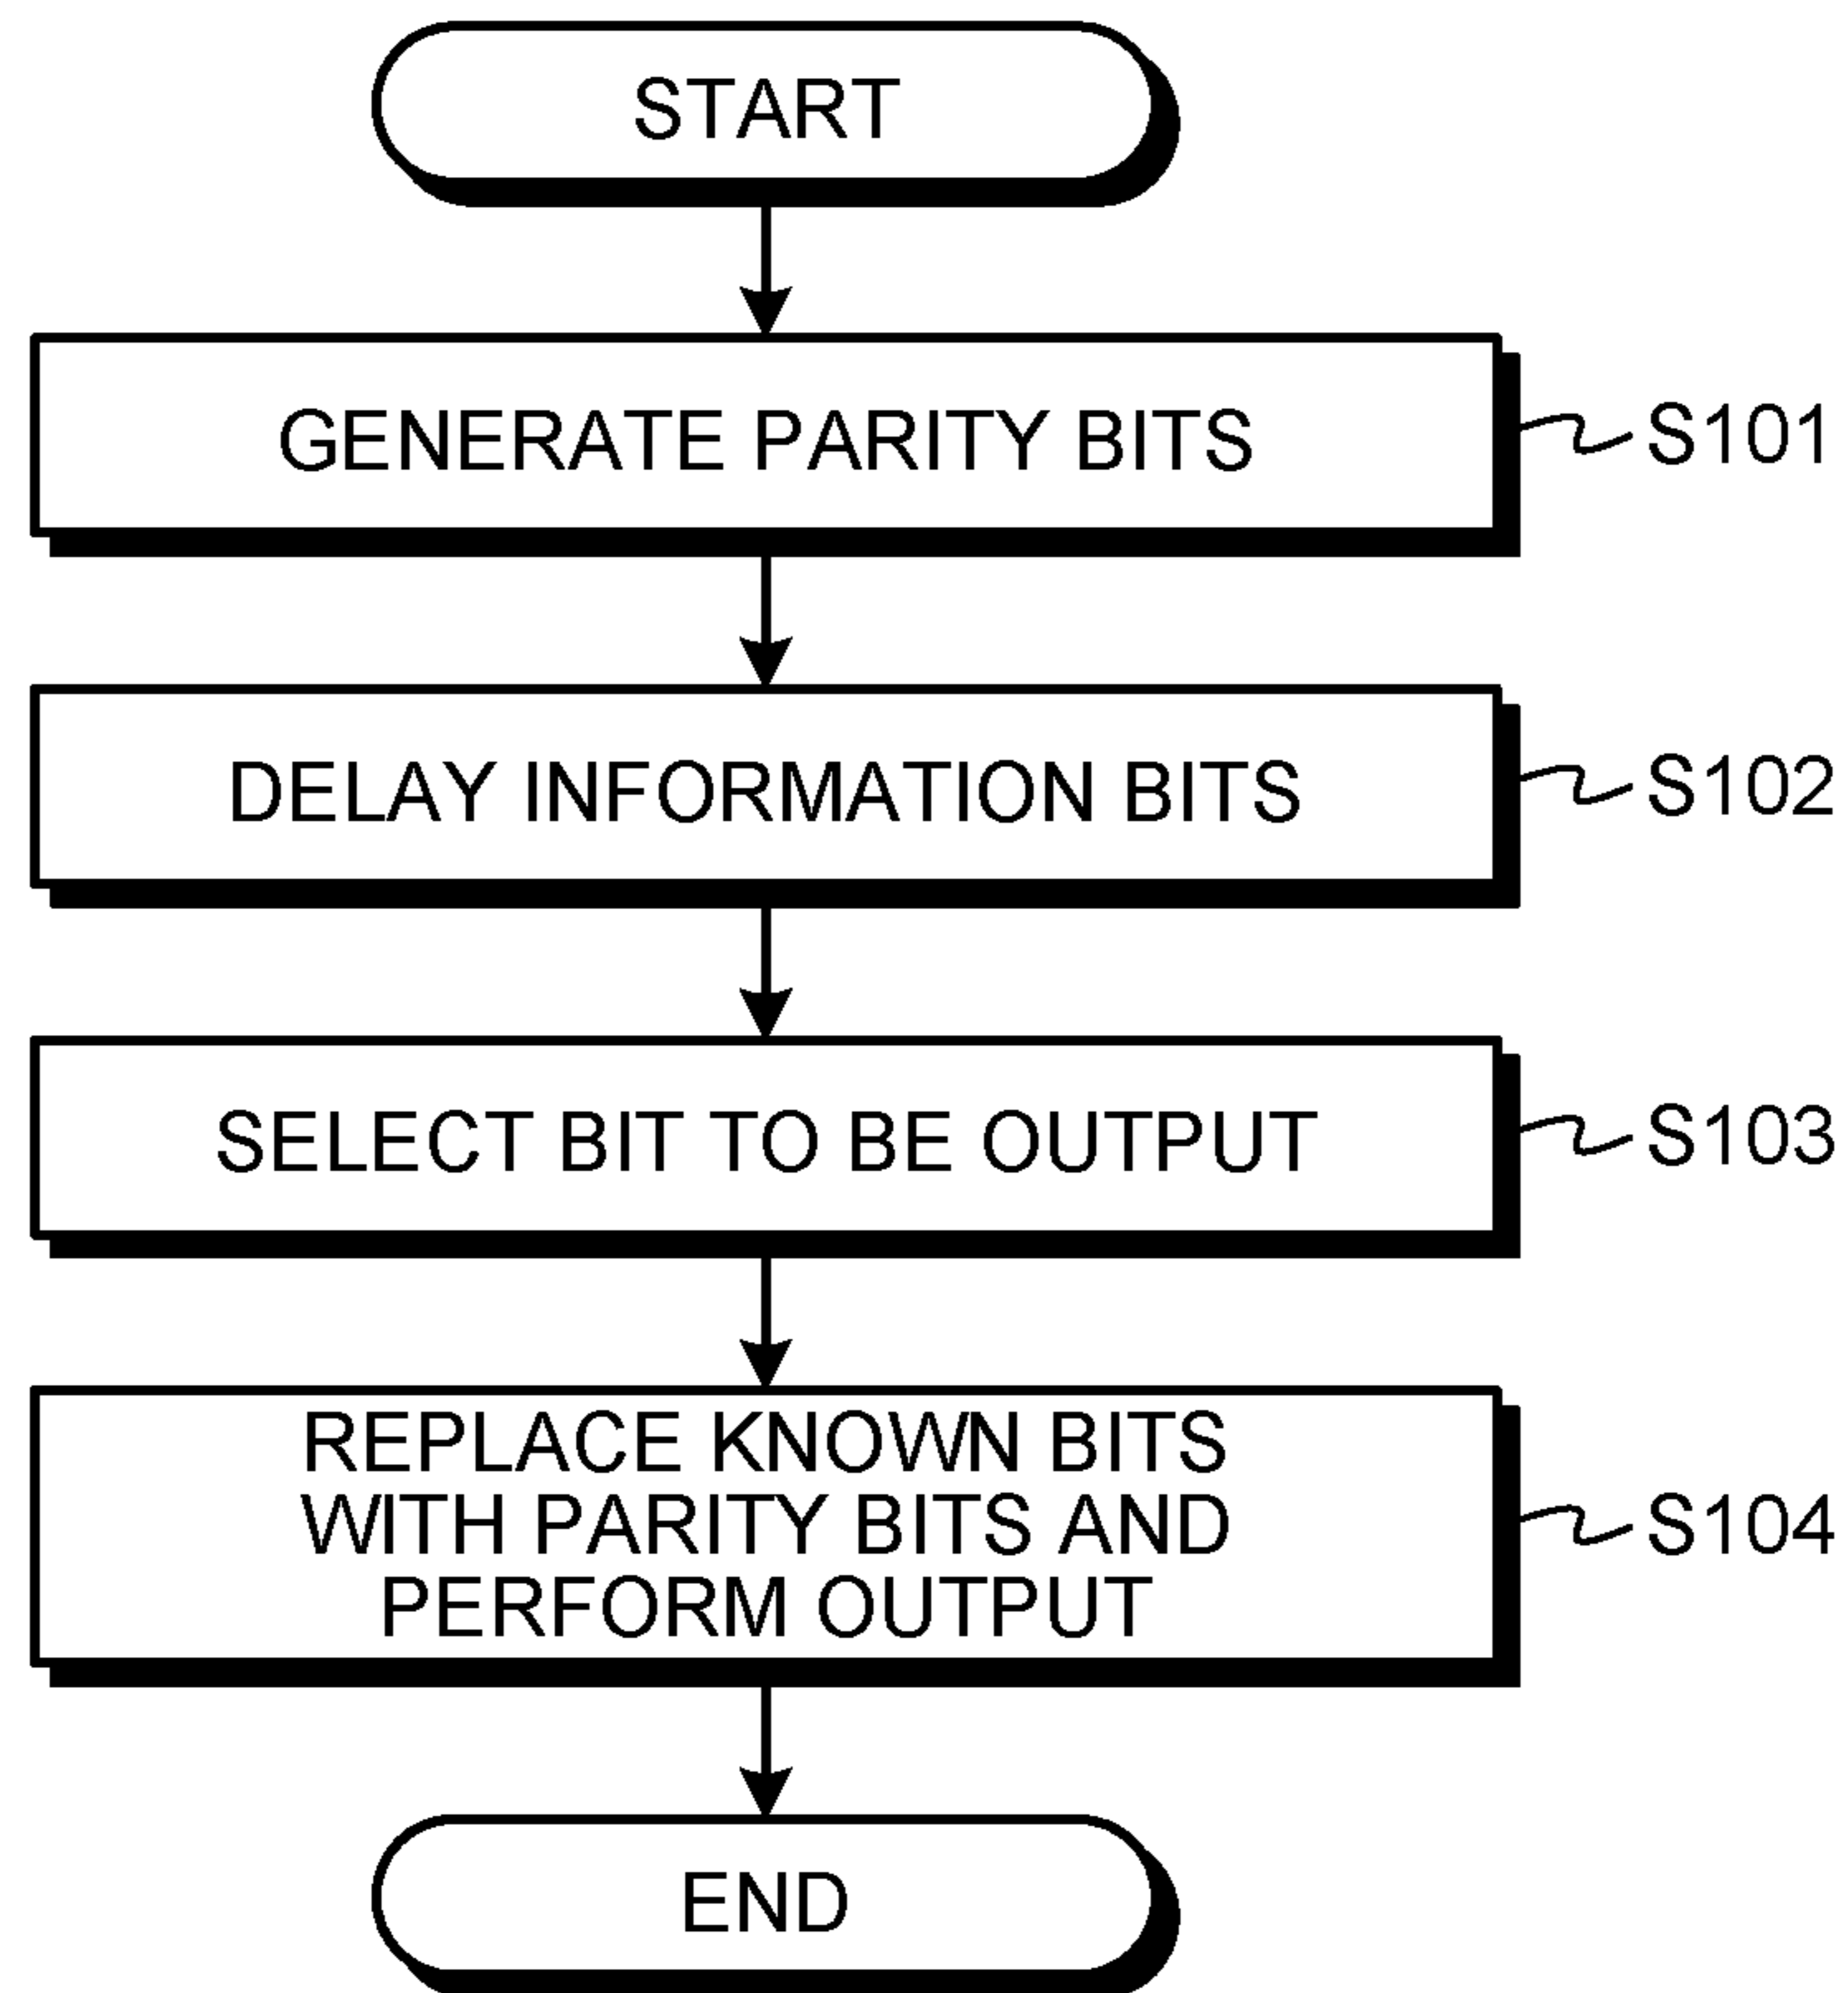 START
GENERATE PARITY BITS
S101
DELAY INFORMATION BITS
S102
SELECT BIT TO BE OUTPUT
S103
REPLACE KNOWN BITS
WITH PARITY BITS AND
PERFORM OUTPUT
S104
END